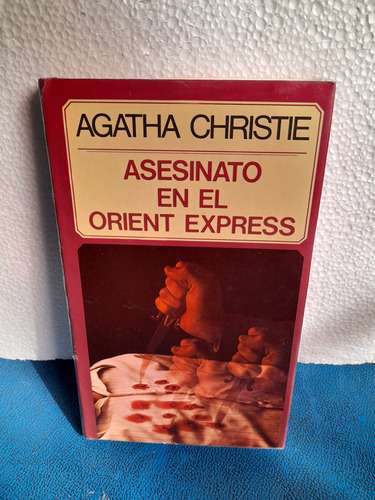 AGATHA CHRISTIE
ASESINATO
EN EL
ORIENT EXPRESS